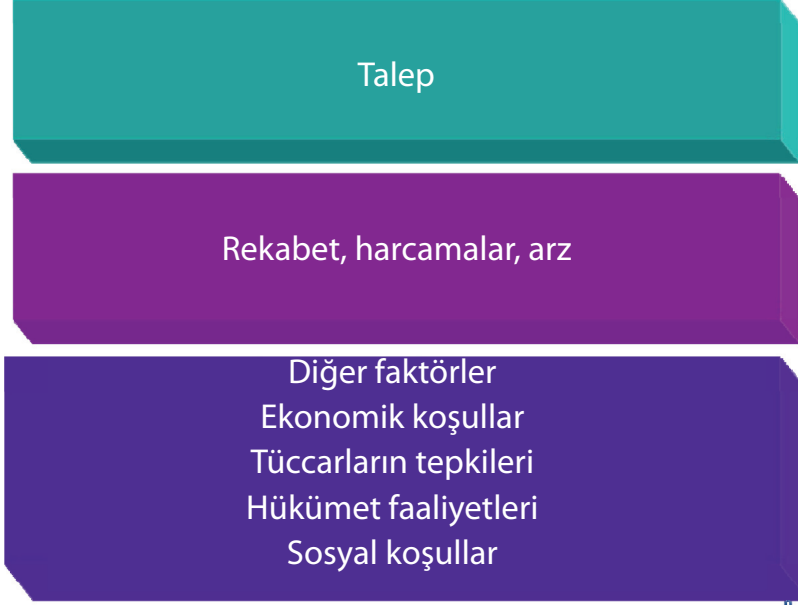 Talep
Rekabet, harcamalar, arz
Diğer faktörler
Ekonomik koşullar
Tüccarların tepkileri
Hükümet faaliyetleri
Sosyal koşullar